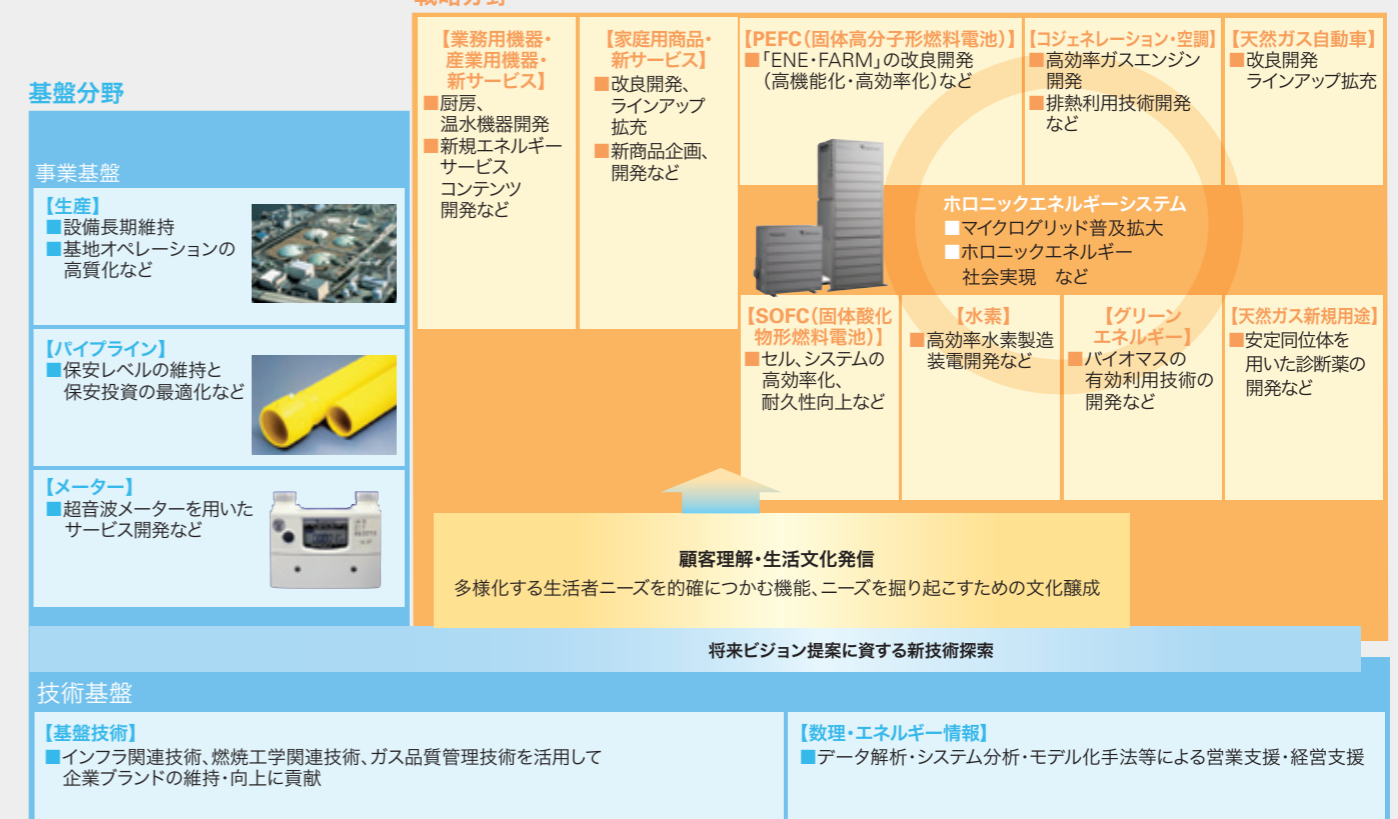 戦略分野
【業務用機器・
産業用機器・
新サービス】
■厨房、
温水機器開発
■新規エネルギー
サービス
コンテンツ
開発など
【家庭用商品・
新サービス】
■改良開発、
ラインアップ
拡充
■新商品企画、
開発など
【PEFC(固体高分子形燃料電池)】
■「ENE・FARM」の改良開発
(高機能化・高効率化)など
【コジェネレーション・空調】
■高効率ガスエンジン
開発
■排熱利用技術開発
など
【天然ガス自動車】
■改良開発
ラインアップ拡充
ホロニックエネルギーシステム
■マイクログリッド普及拡大
■ホロニックエネルギー
社会実現 など
【SOFC(固体酸化
物形燃料電池)】
■セル、システムの
高効率化、
耐久性向上など
【水素】
■高効率水素製造
装電開発など
【グリーン
エネルギー】
■バイオマスの
有効利用技術の
開発など
【天然ガス新規用途】
■安定同位体を
用いた診断薬の
開発など
基盤分野
事業基盤
【生産】
■設備長期維持
■基地オペレーションの
高質化など
【パイプライン】
■保安レベルの維持と
保安投資の最適化など
【メーター】
■超音波メーターを用いた
サービス開発など
顧客理解・生活文化発信
多様化する生活者ニーズを的確につかむ機能、ニーズを掘り起こすための文化醸成
将来ビジョン提案に資する新技術探索
技術基盤
【基盤技術】
■インフラ関連技術、燃焼工学関連技術、ガス品質管理技術を活用して
企業ブランドの維持・向上に貢献
【数理・エネルギー情報】
■データ解析・システム分析・モデル化手法等による営業支援・経営支援